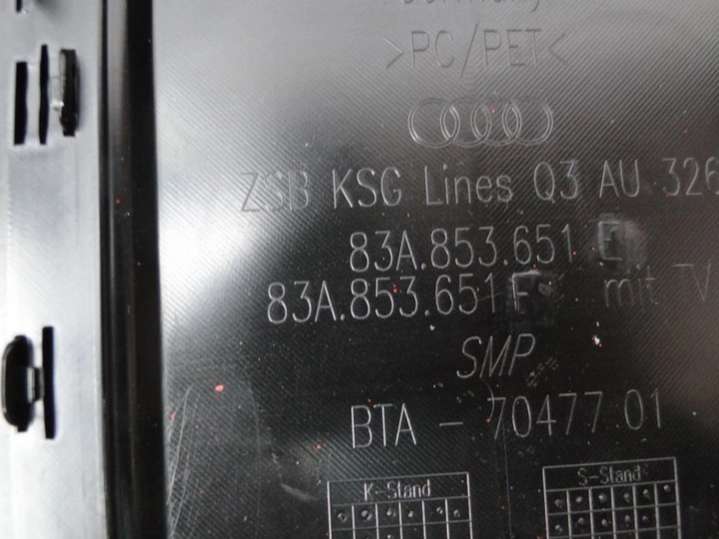 >PC/PET<
ZSB KSG Lines Q3 AU 326
83A.853.651 E
83A.853.651 F mit TV
SMP
BTA - 70477.01
K-Stand
S-Stand